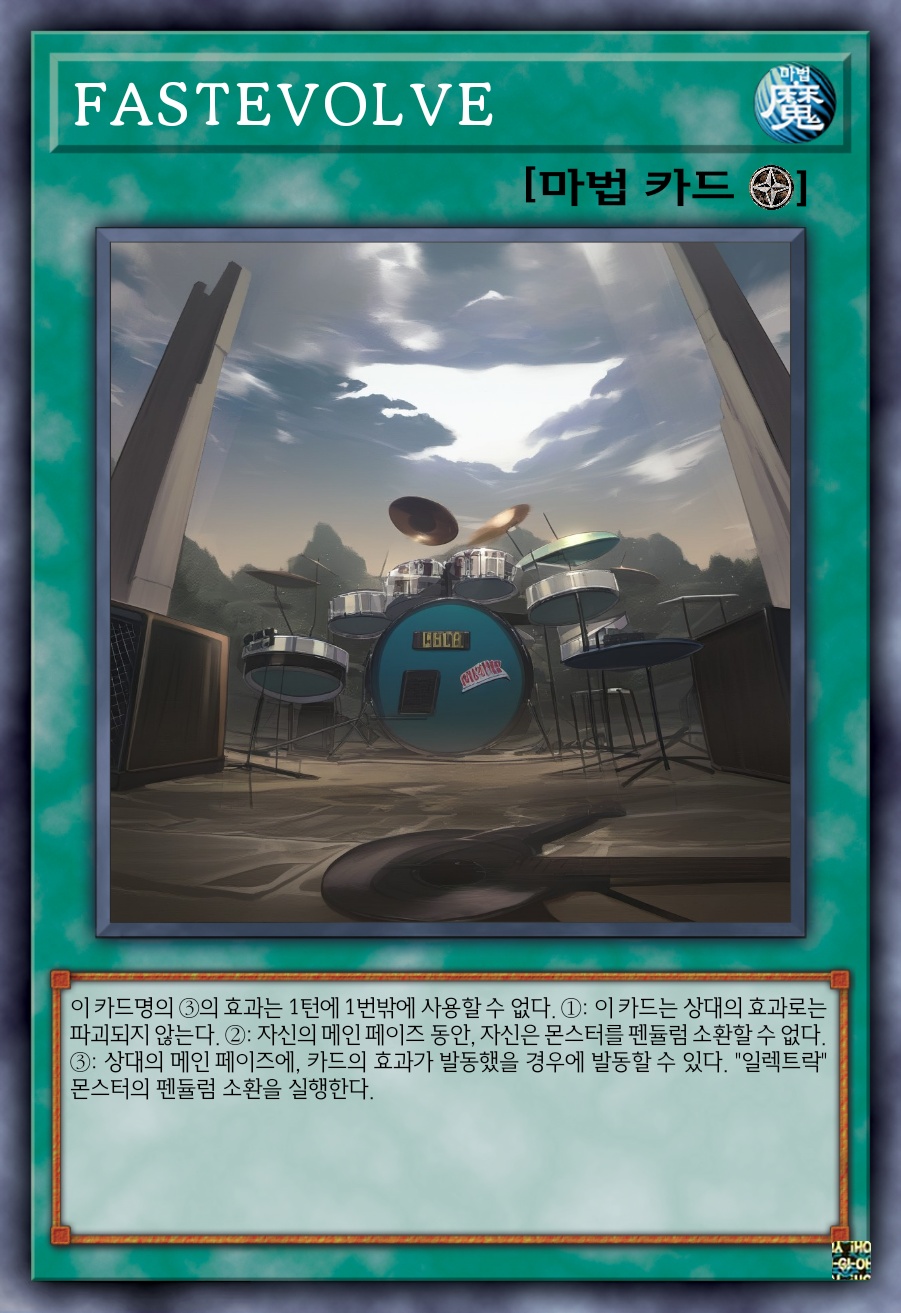 FASTEVOLVE
마법
魔
[마법 카드]
이 카드명의 ③의 효과는 1턴에 1번밖에 사용할 수 없다. ①: 이 카드는 상대의 효과로는
파괴되지 않는다. ②: 자신의 메인 페이즈 동안, 자신은 몬스터를 펜듈럼 소환할 수 없다.
③: 상대의 메인 페이즈에, 카드의 효과가 발동했을 경우에 발동할 수 있다. "일렉트락"
몬스터의 펜듈럼 소환을 실행한다.